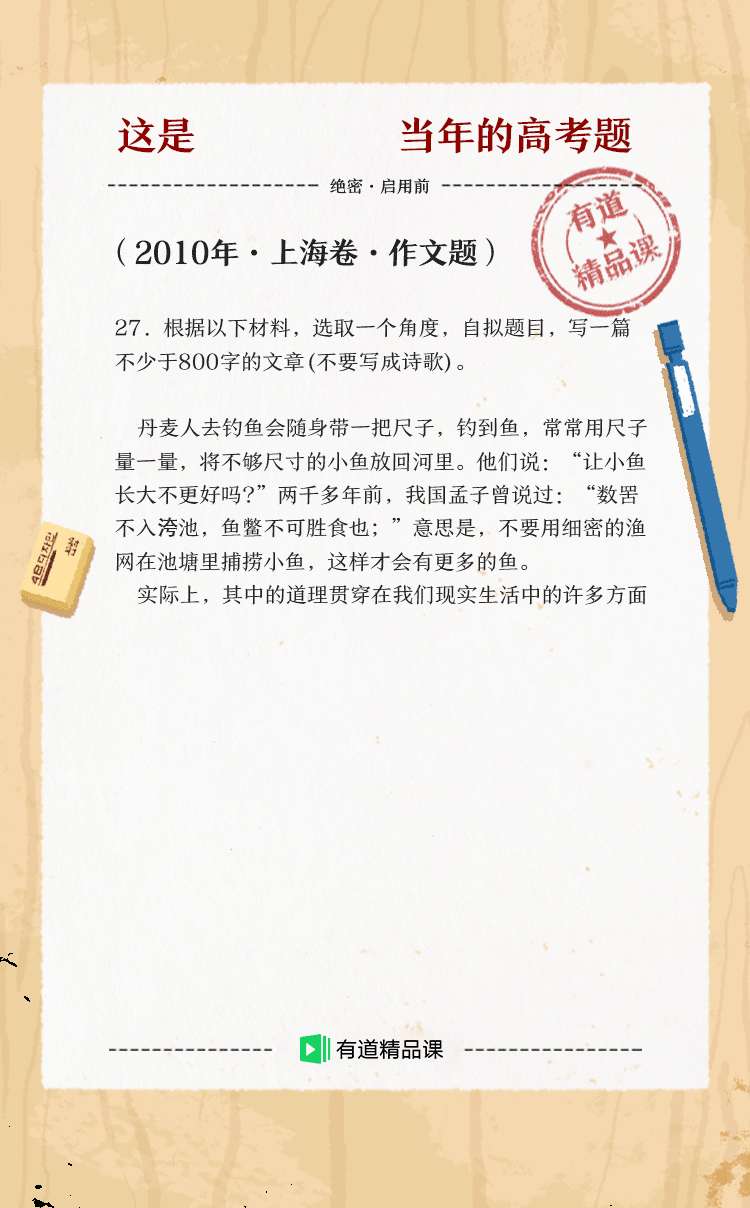 这是 当年的高考题
绝密·启用前
有道
精品课
(2010年·上海卷·作文题)
27. 根据以下材料，选取一个角度，自拟题目，写一篇
不少于800字的文章(不要写成诗歌)。
丹麦人去钓鱼会随身带一把尺子，钓到鱼，常常用尺子
量一量，将不够尺寸的小鱼放回河里。他们说：“让小鱼
长大不更好吗？”两千多年前，我国孟子曾说过：“数罟
不入洿池，鱼鳖不可胜食也；”意思是，不要用细密的渔
网在池塘里捕捞小鱼，这样才会有更多的鱼。
实际上，其中的道理贯穿在我们现实生活中的许多方面
有道精品课